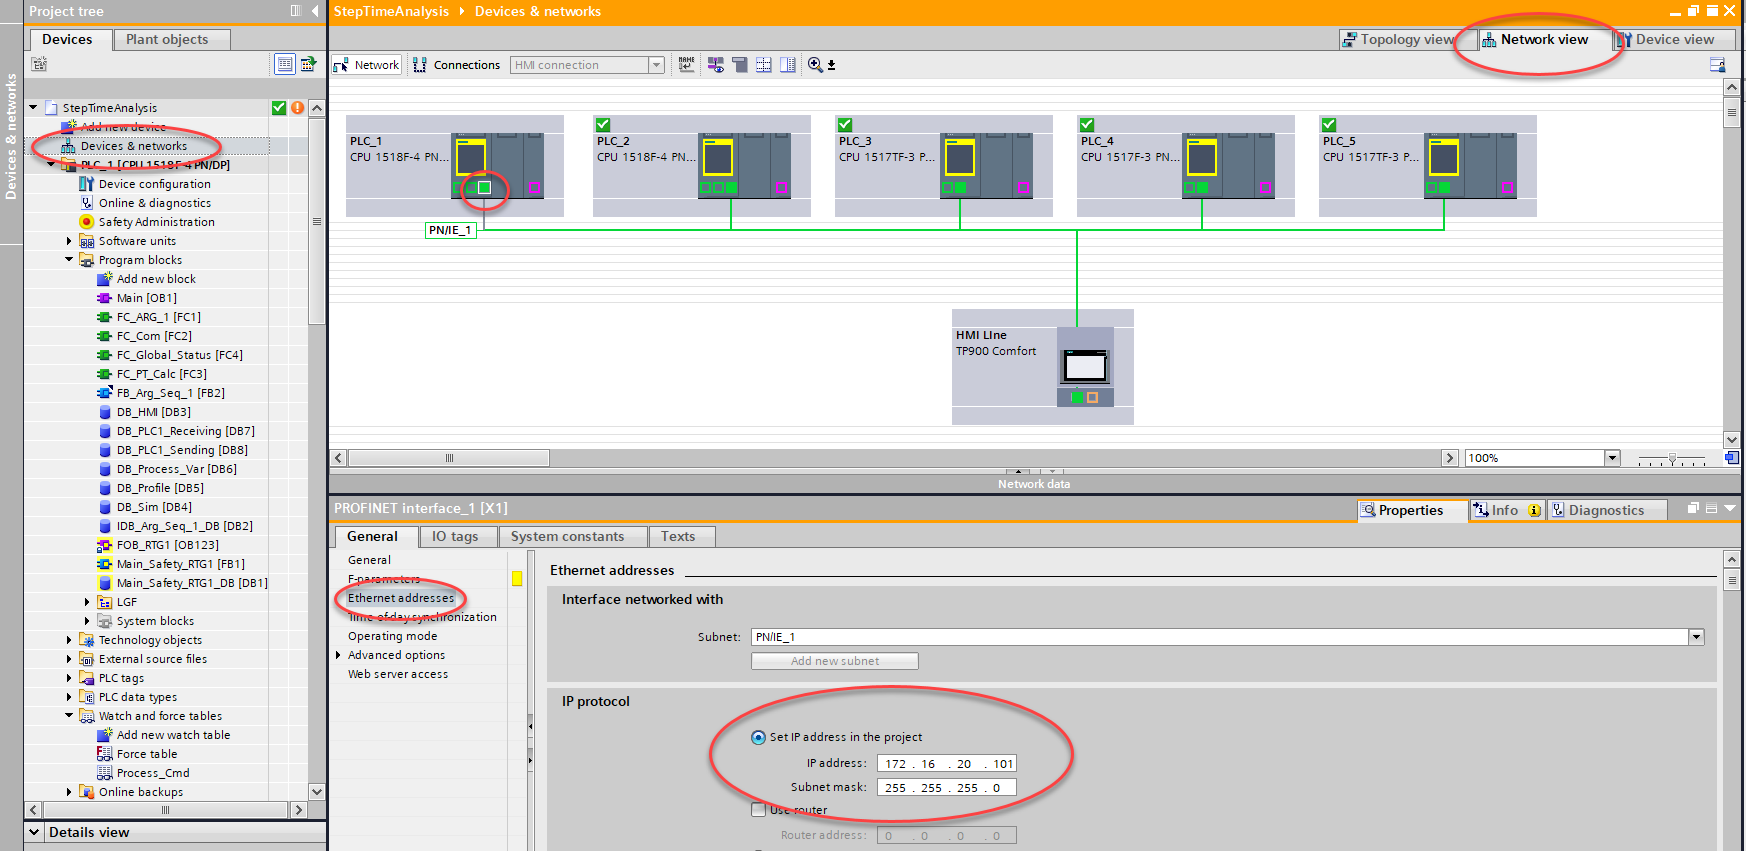 Project tree
Devices
Plant objects
Devices & networks
StepTimeAnalysis
Add new device
Devices & networks
PLC_1 [CPU 1518F-4 PN/DP]
Device configuration
Online & diagnostics
Safety Administration
Software units
Program blocks
Add new block
Main [OB1]
FC_ARG_1 [FC1]
FC_Com [FC2]
FC_Global_Status [FC4]
FC_PT_Calc [FC3]
FB_Arg_Seq_1 [FB2]
DB_HMI [DB3]
DB_PLC1_Receiving [DB7]
DB_PLC1_Sending [DB8]
DB_Process_Var [DB6]
DB_Profile [DB5]
DB_Sim [DB4]
IDB_Arg_Seq_1_DB [DB2]
FOB_RTG1 [OB123]
Main_Safety_RTG1 [FB1]
Main_Safety_RTG1_DB [DB1]
LGF
System blocks
Technology objects
External source files
PLC tags
PLC data types
Watch and force tables
Add new watch table
Force table
Process_Cmd
Online backups
Details view
StepTimeAnalysis
Devices & networks
Topology view
Network view
Device view
Network
Connections
HMI connection
PLC_1
CPU 1518F-4 PN...
PLC_2
CPU 1518F-4 PN...
PLC_3
CPU 1517TF-3 P...
PLC_4
CPU 1517F-3 PN...
PLC_5
CPU 1517TF-3 P...
PN/IE_1
HMI LIne
TP900 Comfort
100%
Network data
PROFINET interface_1 [X1]
Properties
Info
Diagnostics
General
IO tags
System constants
Texts
General
F-parameters
Ethernet addresses
Time-of-day synchronization
Operating mode
Advanced options
Web server access
Ethernet addresses
Interface networked with
Subnet: PN/IE_1
Add new subnet
IP protocol
Set IP address in the project
IP address: 172 . 16 . 20 . 101
Subnet mask: 255 . 255 . 255 . 0
Use router
Router address: 0 . 0 . 0 . 0